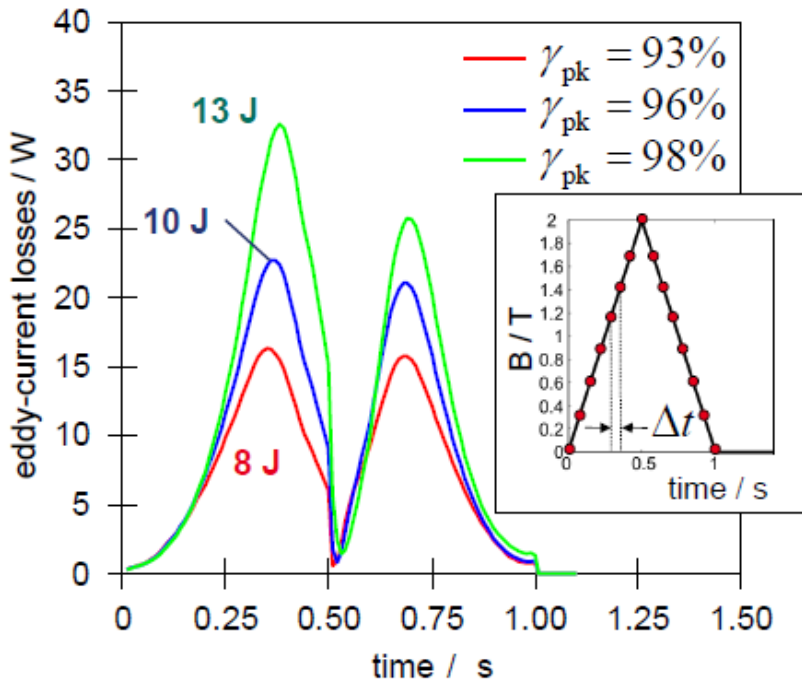 eddy-current losses / W
40
35
30
25
20
15
10
5
0
0
0.25
0.50
0.75
1.00
1.25
1.50
time / s
13 J
10 J
8 J
γpk = 93%
γpk = 96%
γpk = 98%
B / T
2
1.8
1.6
1.4
1.2
1
0.8
0.6
0.4
0.2
0
0
0.5
1
Δt
time / s